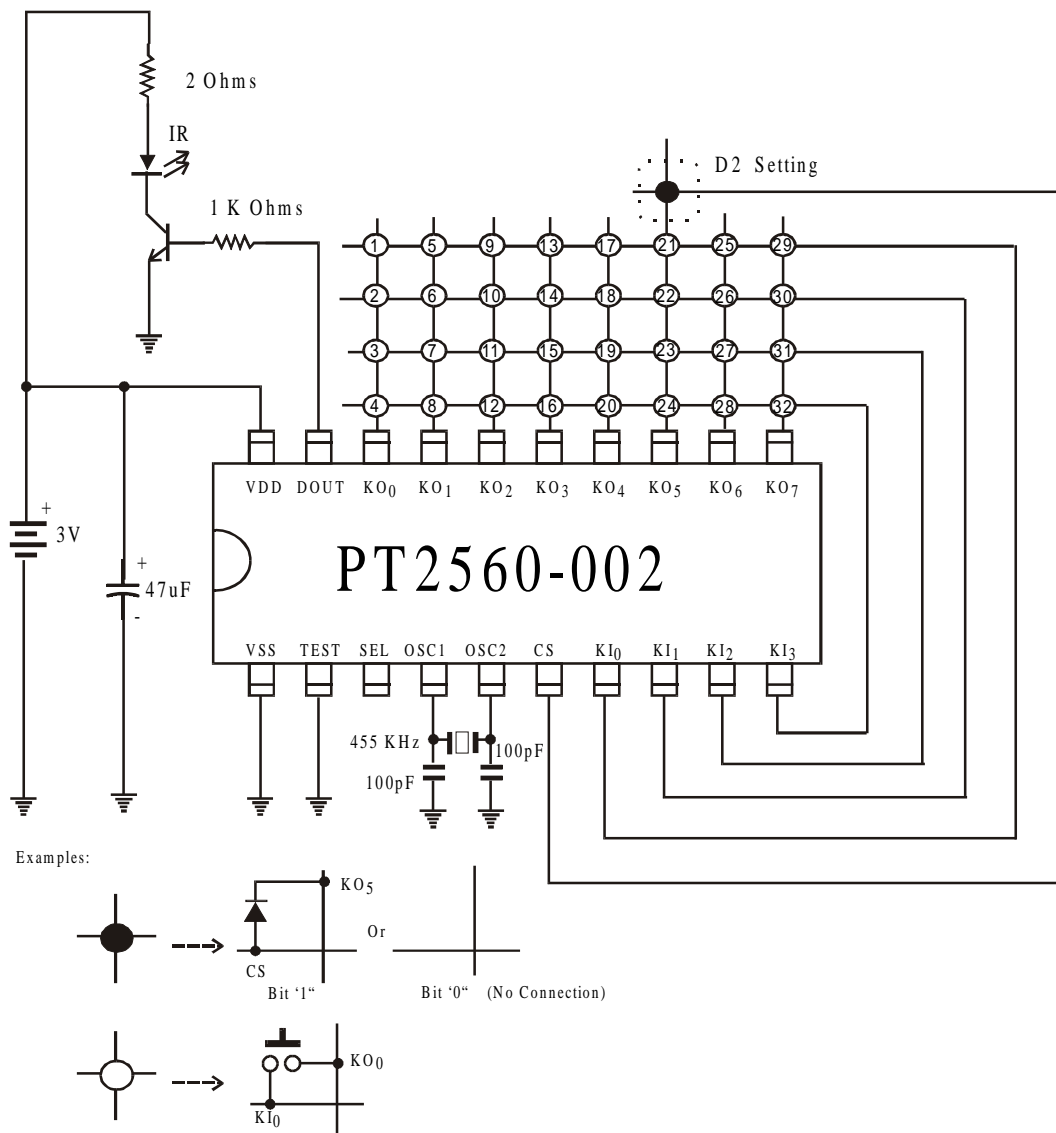 2 Ohms
IR
D2 Setting
1 K Ohms
1 5 9 13 17 21 25 29
2 6 10 14 18 22 26 30
3 7 11 15 19 23 27 31
4 8 12 16 20 24 28 32
VDD DOUT KO0 KO1 KO2 KO3 KO4 KO5 KO6 KO7
+
3V
PT2560-002
+
47uF
-
VSS TEST SEL OSC1 OSC2 CS KI0 KI1 KI2 KI3
455 KHz
100pF
100pF
Examples:
KO5
Or
CS
Bit ‘1“
Bit ‘0“ (No Connection)
KO0
KI0